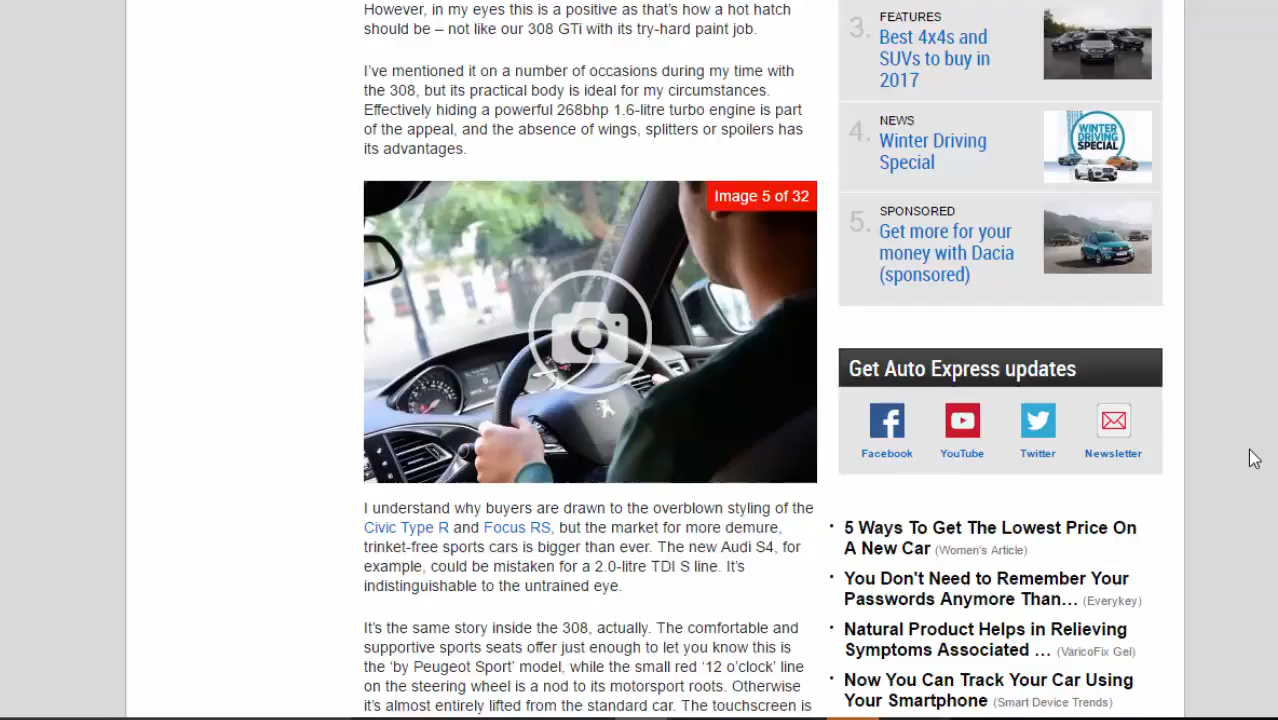 However, in my eyes this is a positive as that's how a hot hatch
should be – not like our 308 GTi with its try-hard paint job.
I've mentioned it on a number of occasions during my time with
the 308, but its practical body is ideal for my circumstances.
Effectively hiding a powerful 268bhp 1.6-litre turbo engine is part
of the appeal, and the absence of wings, splitters or spoilers has
its advantages.
Image 5 of 32
I understand why buyers are drawn to the overblown styling of the
Civic Type R and Focus RS, but the market for more demure,
trinket-free sports cars is bigger than ever. The new Audi S4, for
example, could be mistaken for a 2.0-litre TDI S line. It's
indistinguishable to the untrained eye.
It's the same story inside the 308, actually. The comfortable and
supportive sports seats offer just enough to let you know this is
the 'by Peugeot Sport' model, while the small red '12 o'clock' line
on the steering wheel is a nod to its motorsport roots. Otherwise
it's almost entirely lifted from the standard car. The touchscreen is
3.
FEATURES
Best 4x4s and
SUVs to buy in
2017
4.
NEWS
Winter Driving
Special
WINTER
DRIVING
SPECIAL
5.
SPONSORED
Get more for your
money with Dacia
(sponsored)
Get Auto Express updates
Facebook YouTube Twitter Newsletter
· 5 Ways To Get The Lowest Price On
A New Car (Women's Article)
· You Don't Need to Remember Your
Passwords Anymore Than… (Everykey)
· Natural Product Helps in Relieving
Symptoms Associated … (VaricoFix Gel)
· Now You Can Track Your Car Using
Your Smartphone (Smart Device Trends)